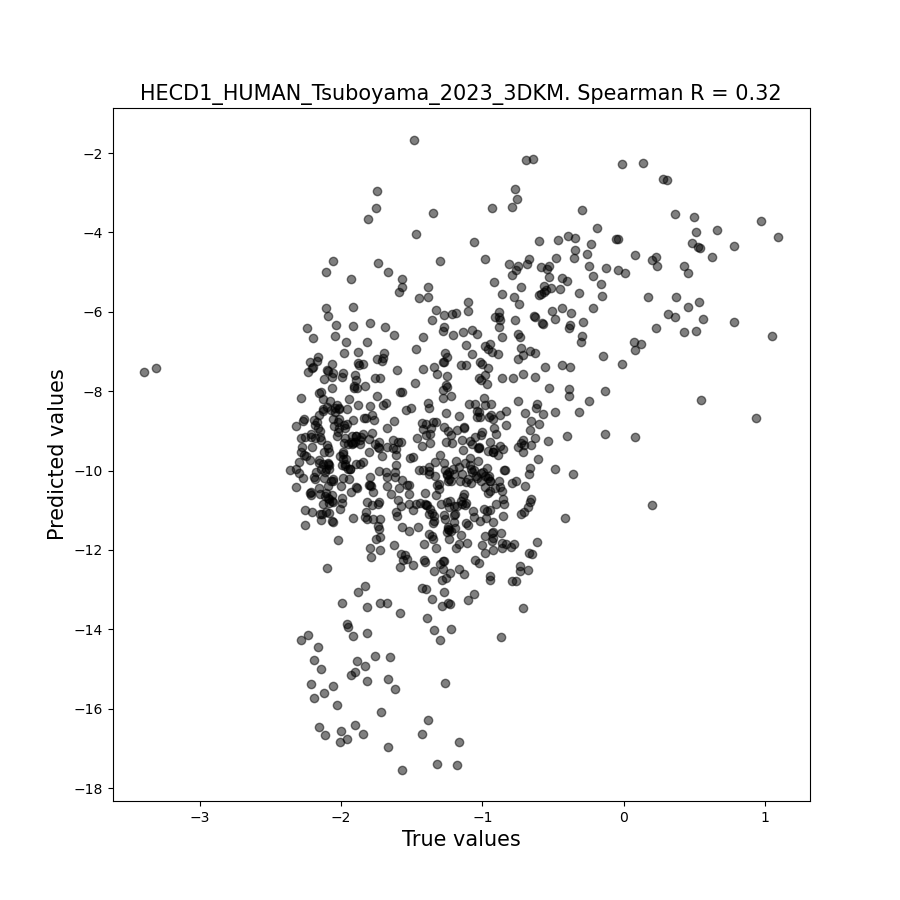 HECD1_HUMAN_Tsuboyama_2023_3DKM. Spearman R = 0.32
−2
−4
−6
−8
−10
−12
−14
−16
−18
Predicted values
−3 −2 −1 0 1
True values